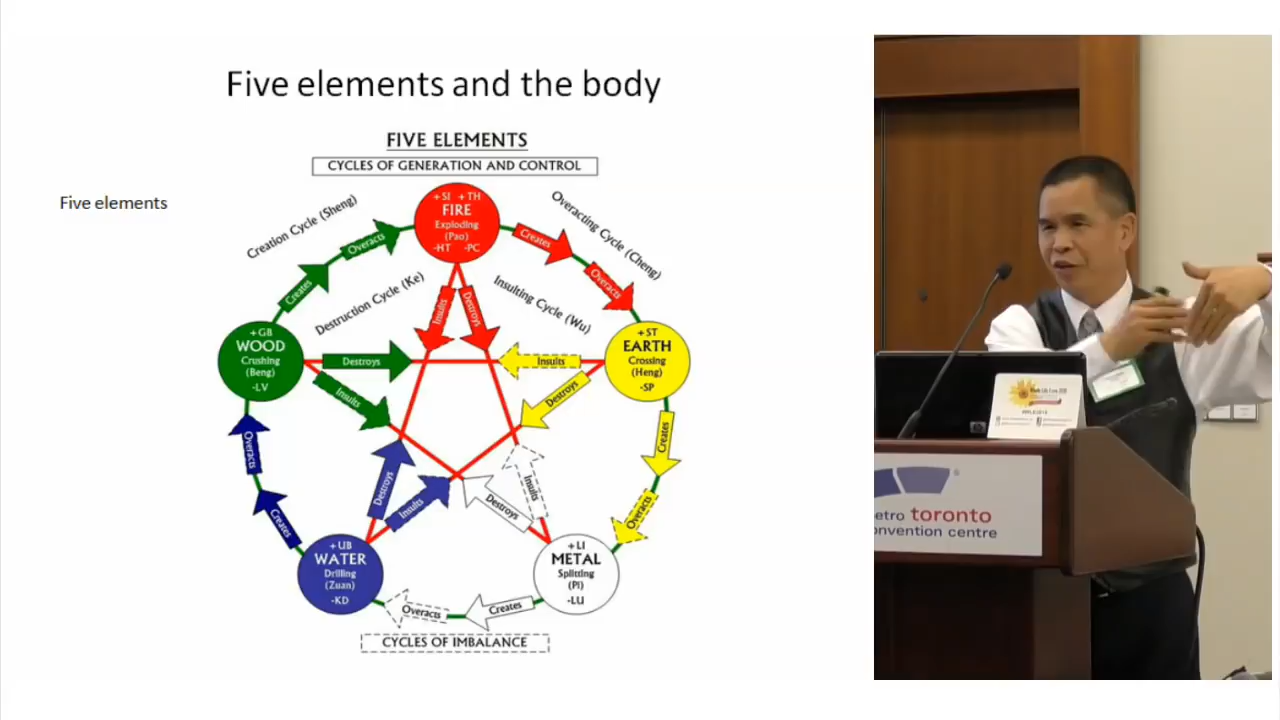 Five elements and the body
FIVE ELEMENTS
CYCLES OF GENERATION AND CONTROL
Five elements
Creation Cycle (Sheng)
Overacting Cycle (Cheng)
Destruction Cycle (Ke)
Insulting Cycle (Wu)
+SI +TH
FIRE
Exploding
(Pao)
-HT -PC
Creates
Overacts
Creates
Overacts
Insults
Destroys
+GB
WOOD
Crushing
(Beng)
-LV
Destroys
Insults
+ST
EARTH
Crossing
(Heng)
-SP
Insults
Destroys
Creates
Overacts
Overacts
Creates
Destroys
Insults
Insults
Destroys
+UB
WATER
Drilling
(Zuan)
-KD
+LI
METAL
Splitting
(Pi)
-LU
Overacts
Creates
CYCLES OF IMBALANCE
etro toronto
onvention centre